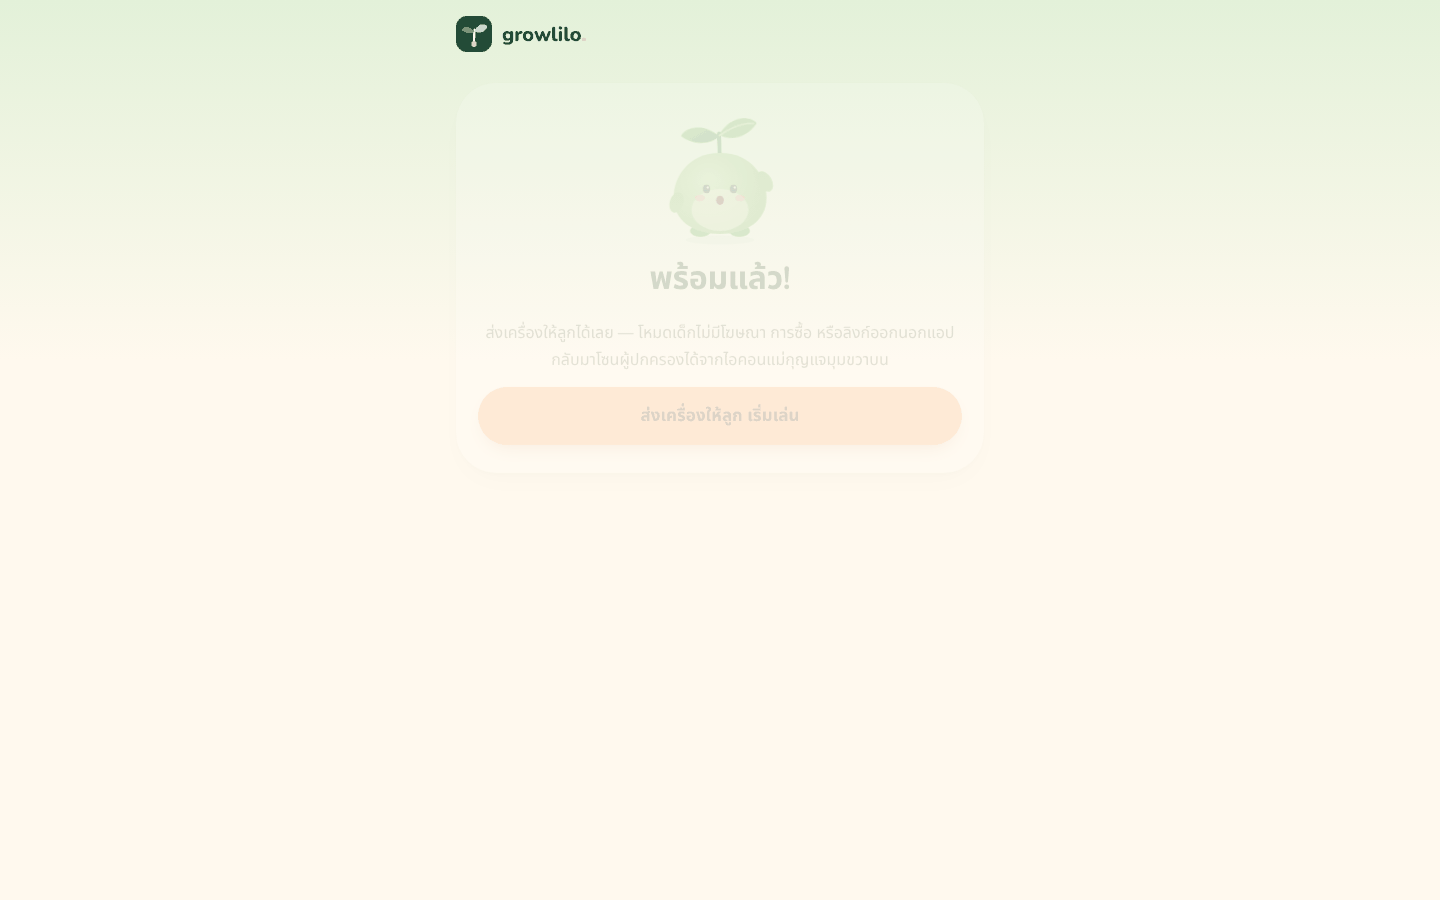 growlilo
พร้อมแล้ว!
ส่งเครื่องให้ลูกได้เลย — โหมดเด็กไม่มีโฆษณา การซื้อ หรือลิงก์ออกนอกแอป
กลับมาโซนผู้ปกครองได้จากไอคอนแม่กุญแจมุมขวาบน
ส่งเครื่องให้ลูก เริ่มเล่น